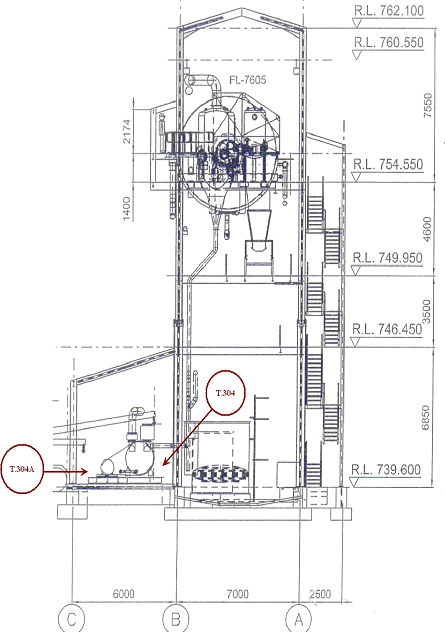 R.L. 762.100
R.L. 760.550
FL-7605
7550
2174
R.L. 754.550
1400
4600
R.L. 749.950
3500
R.L. 746.450
T.304
6850
T.304A
R.L. 739.600
6000
7000
2500
C
B
A